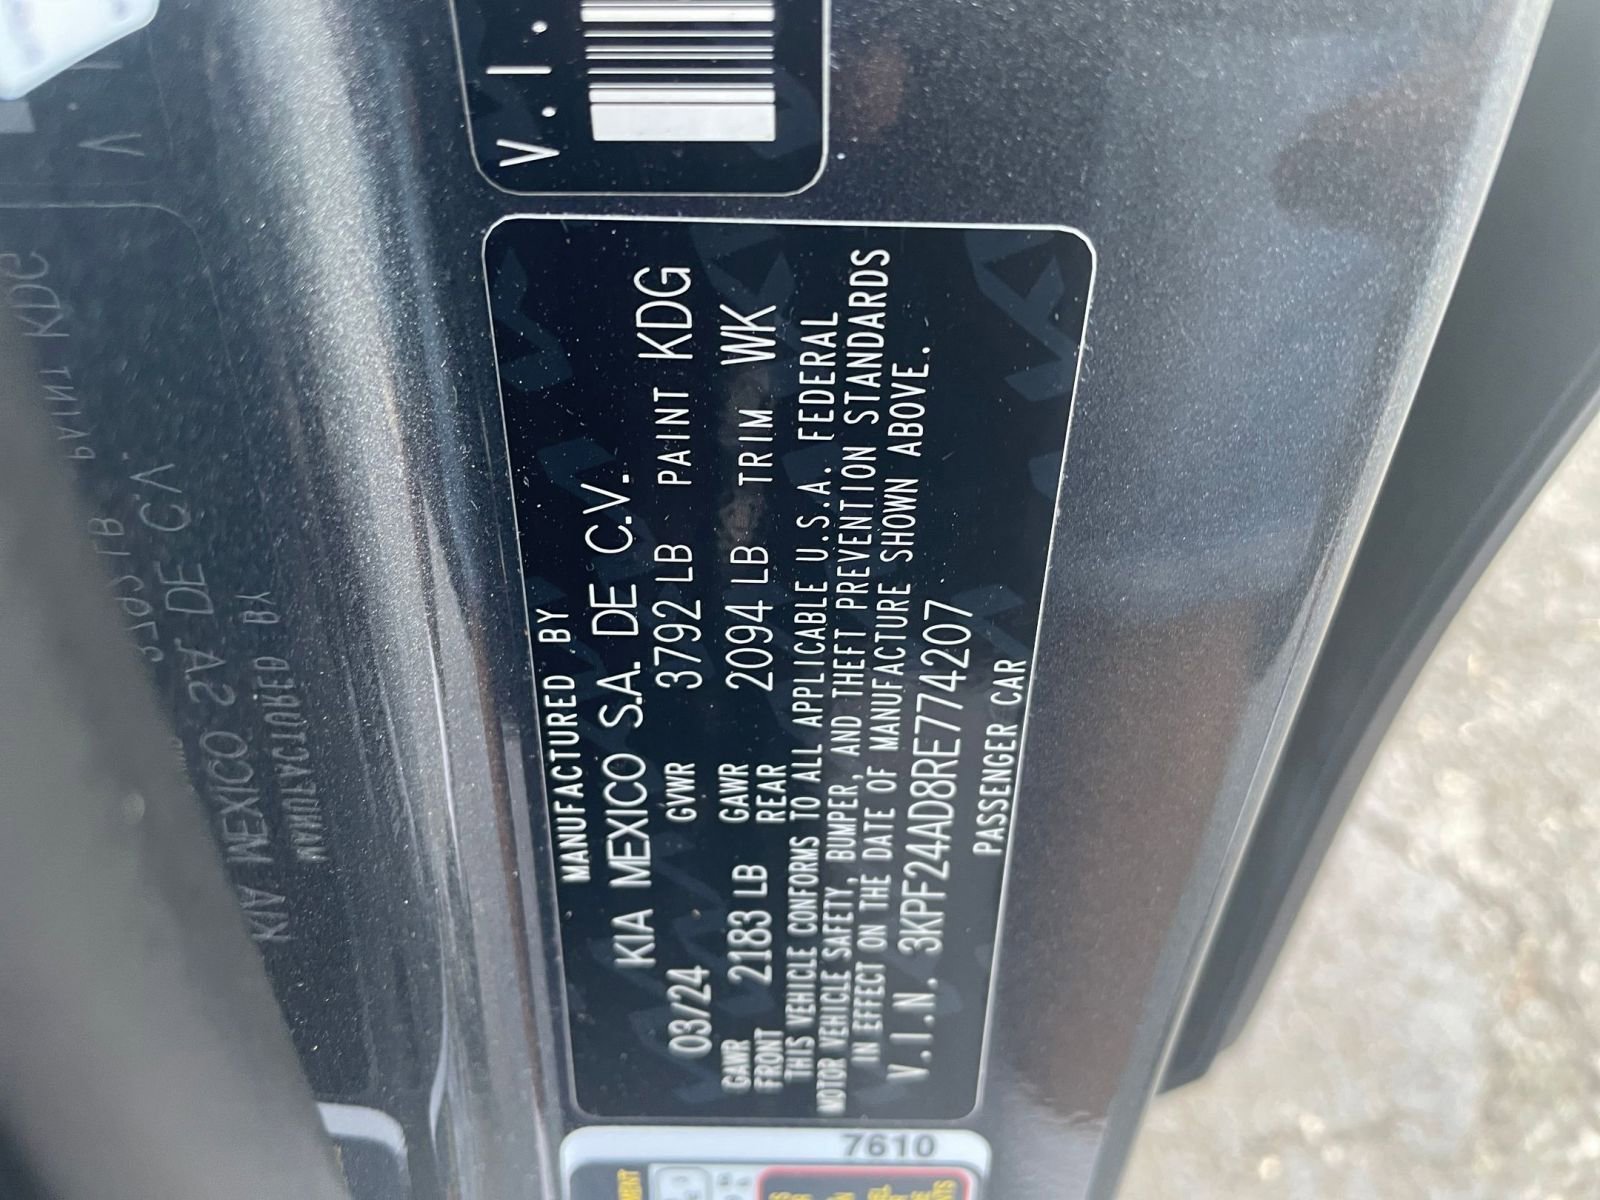 V.I.
MANUFACTURED BY
KIA MEXICO S.A. DE C.V.
03/24 GVWR 3792 LB PAINT KDG
GAWR FRONT 2183 LB GAWR REAR 2094 LB TRIM WK
THIS VEHICLE CONFORMS TO ALL APPLICABLE U.S.A. FEDERAL
MOTOR VEHICLE SAFETY, BUMPER, AND THEFT PREVENTION STANDARDS
IN EFFECT ON THE DATE OF MANUFACTURE SHOWN ABOVE.
V.I.N. 3KPF24AD8RE774207
PASSENGER CAR
7610